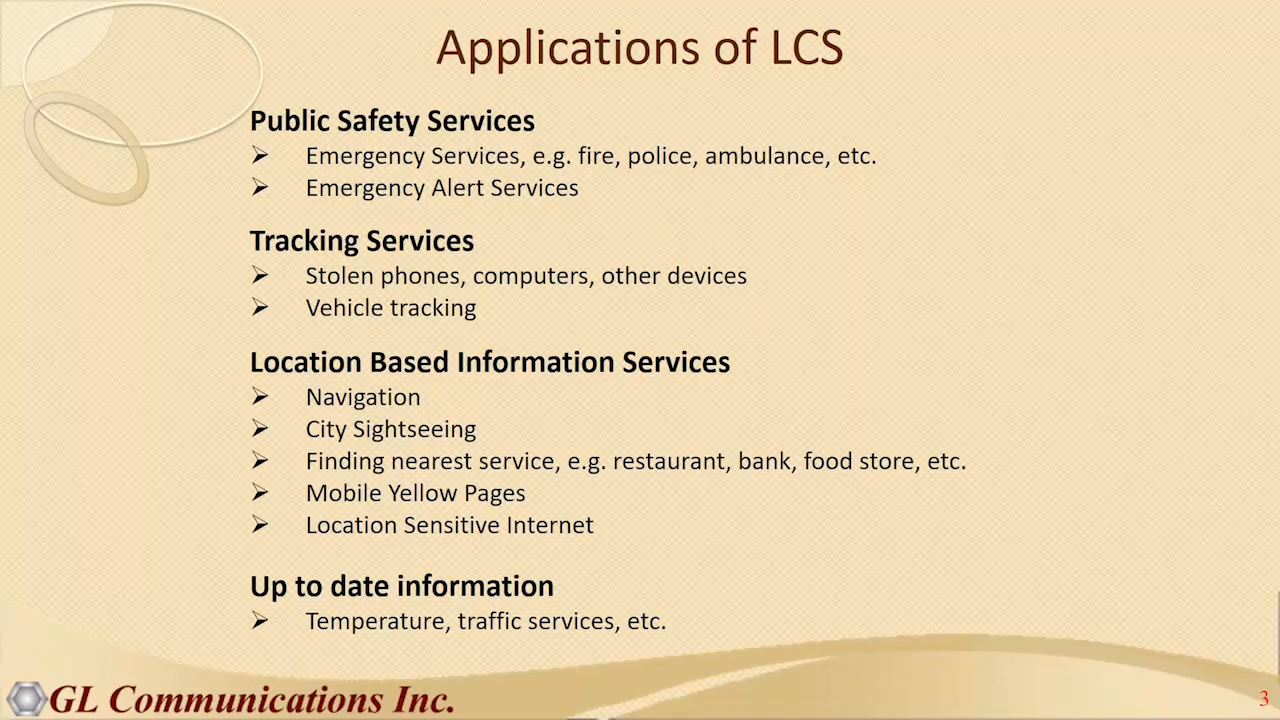 Applications of LCS
Public Safety Services
➢ Emergency Services, e.g. fire, police, ambulance, etc.
➢ Emergency Alert Services
Tracking Services
➢ Stolen phones, computers, other devices
➢ Vehicle tracking
Location Based Information Services
➢ Navigation
➢ City Sightseeing
➢ Finding nearest service, e.g. restaurant, bank, food store, etc.
➢ Mobile Yellow Pages
➢ Location Sensitive Internet
Up to date information
➢ Temperature, traffic services, etc.
GL Communications Inc.
3